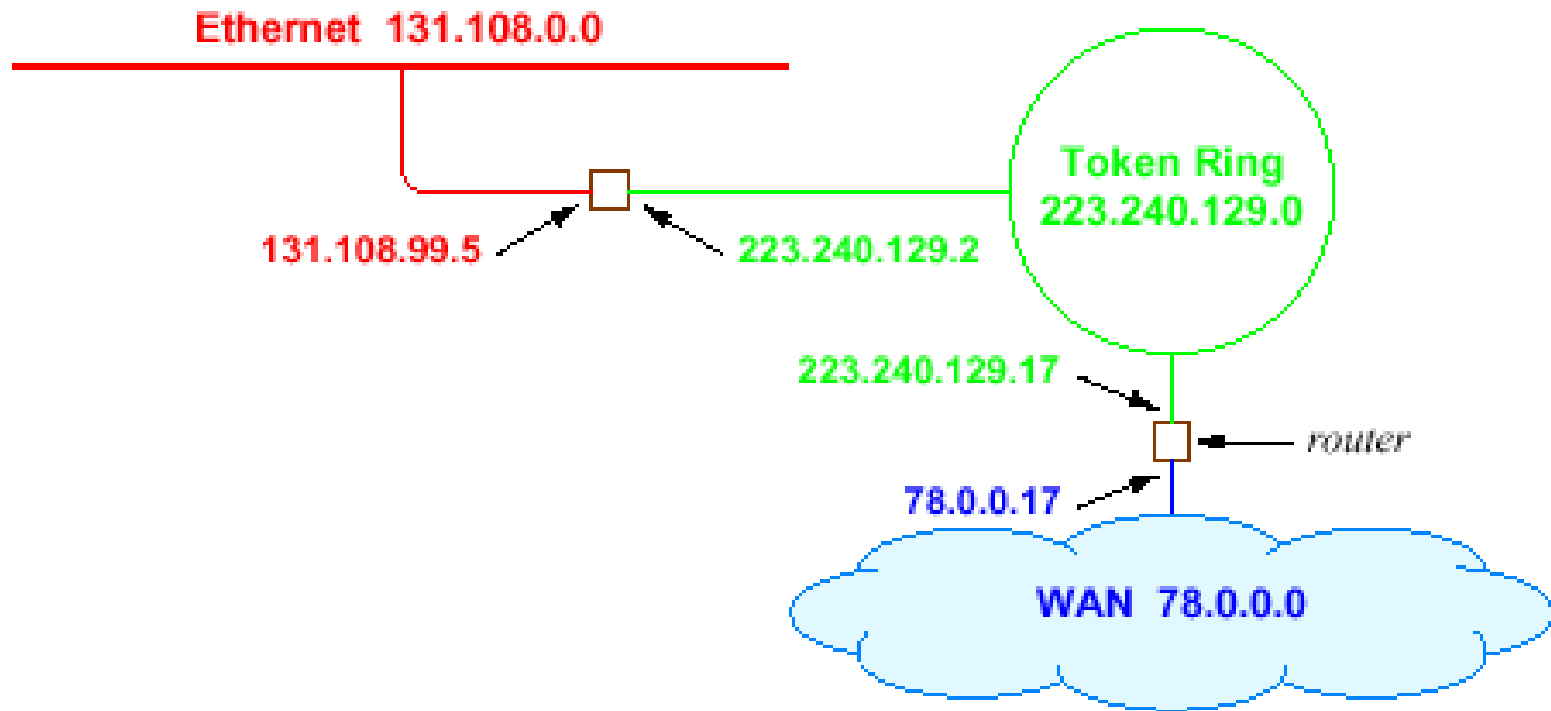 Ethernet 131.108.0.0
Token Ring
223.240.129.0
131.108.99.5
223.240.129.2
223.240.129.17
router
78.0.0.17
WAN 78.0.0.0